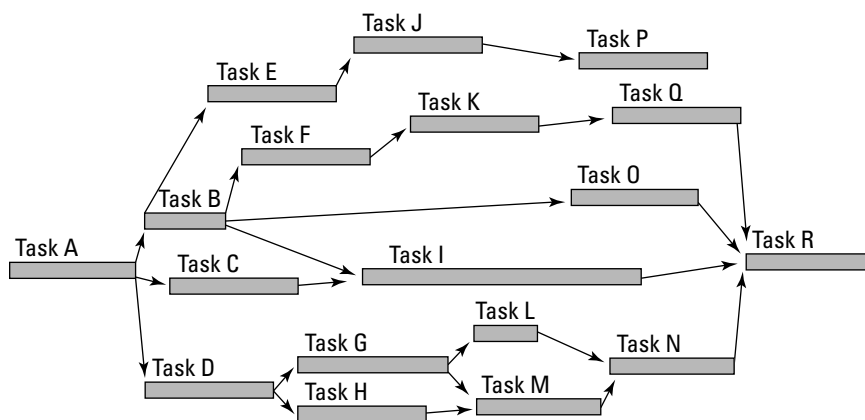 Task J
Task P
Task E
Task K
Task Q
Task F
Task O
Task B
Task A
Task R
Task C
Task I
Task L
Task G
Task N
Task D
Task H
Task M